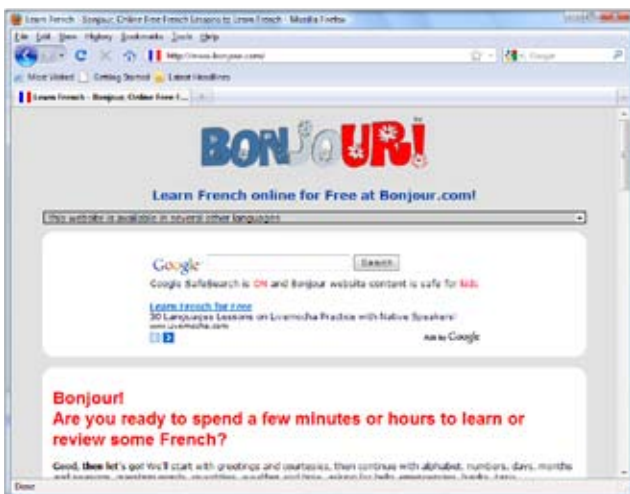 Learn French - Bonjour, Online Free French Lessons to Learn French - Mozilla Firefox
File Edit View History Bookmarks Tools Help
http://www.bonjour.com/
Google
Most Visited Getting Started Latest Headlines
Learn French - Bonjour, Online Free F...
BONJOUR!
Learn French online for Free at Bonjour.com!
this website is available in several other languages
Google Search
Google SafeSearch is ON and Bonjour website content is safe for kids
Learn French for Free
30 Languages Lessons on Livemocha Practice with Native Speakers!
www.Livemocha.com
Ads by Google
Bonjour!
Are you ready to spend a few minutes or hours to learn or
review some French?
Good, then let's go! We'll start with greetings and courtesies, then continue with alphabet, numbers, days, months
Done